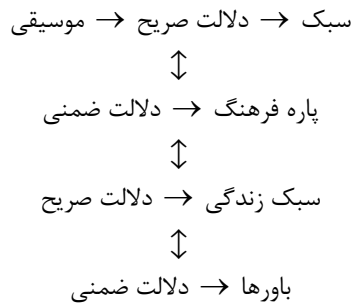 سبک → دلالت صریح → موسیقی
↕
پاره فرهنگ → دلالت ضمنی
↕
سبک زندگی → دلالت صریح
↕
باورها → دلالت ضمنی